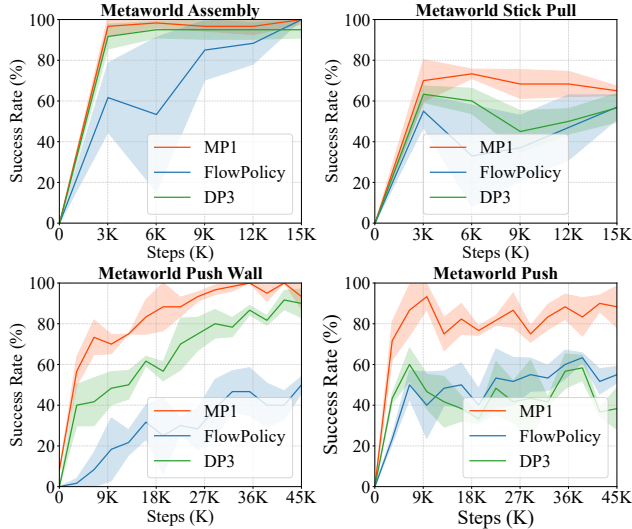 Metaworld Assembly
Success Rate (%)
100
80
60
40
20
0
0 3K 6K 9K 12K 15K
Steps (K)
MP1
FlowPolicy
DP3
Metaworld Stick Pull
Success Rate (%)
100
80
60
40
20
0
0 3K 6K 9K 12K 15K
Steps (K)
MP1
FlowPolicy
DP3
Metaworld Push Wall
Success Rate (%)
100
80
60
40
20
0
0 9K 18K 27K 36K 45K
Steps (K)
MP1
FlowPolicy
DP3
Metaworld Push
Success Rate (%)
100
80
60
40
20
0
0 9K 18K 27K 36K 45K
Steps (K)
MP1
FlowPolicy
DP3